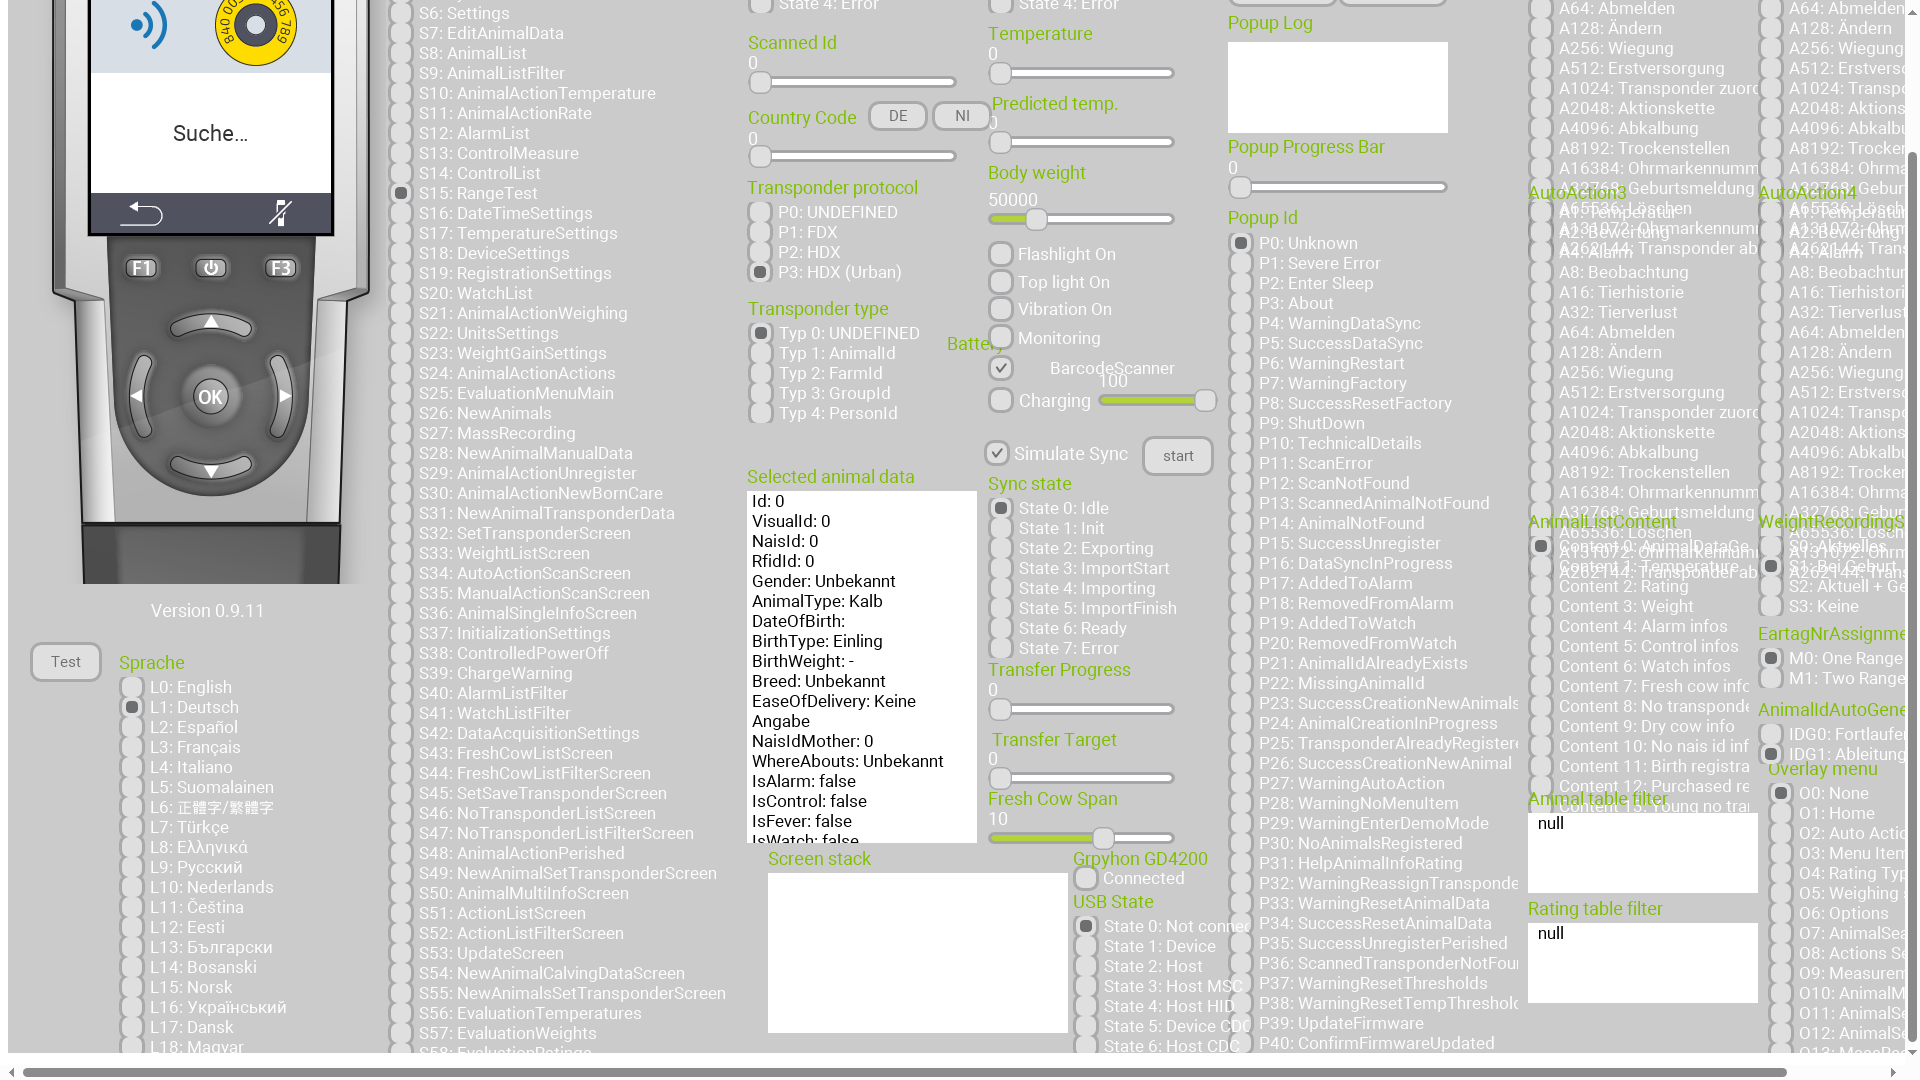 840 003
456 789
Suche...
F1
F3
OK
Version 0.9.11
Test
Sprache
L0: English
L1: Deutsch
L2: Español
L3: Français
L4: Italiano
L5: Suomalainen
L6: 正體字/繁體字
L7: Türkçe
L8: Ελληνικά
L9: Русский
L10: Nederlands
L11: Čeština
L12: Eesti
L13: Български
L14: Bosanski
L15: Norsk
L16: Український
L17: Dansk
L18: Magyar
S6: Settings
S7: EditAnimalData
S8: AnimalList
S9: AnimalListFilter
S10: AnimalActionTemperature
S11: AnimalActionRate
S12: AlarmList
S13: ControlMeasure
S14: ControlList
S15: RangeTest
S16: DateTimeSettings
S17: TemperatureSettings
S18: DeviceSettings
S19: RegistrationSettings
S20: WatchList
S21: AnimalActionWeighing
S22: UnitsSettings
S23: WeightGainSettings
S24: AnimalActionActions
S25: EvaluationMenuMain
S26: NewAnimals
S27: MassRecording
S28: NewAnimalManualData
S29: AnimalActionUnregister
S30: AnimalActionNewBornCare
S31: NewAnimalTransponderData
S32: SetTransponderScreen
S33: WeightListScreen
S34: AutoActionScanScreen
S35: ManualActionScanScreen
S36: AnimalSingleInfoScreen
S37: InitializationSettings
S38: ControlledPowerOff
S39: ChargeWarning
S40: AlarmListFilter
S41: WatchListFilter
S42: DataAcquisitionSettings
S43: FreshCowListScreen
S44: FreshCowListFilterScreen
S45: SetSaveTransponderScreen
S46: NoTransponderListScreen
S47: NoTransponderListFilterScreen
S48: AnimalActionPerished
S49: NewAnimalSetTransponderScreen
S50: AnimalMultiInfoScreen
S51: ActionListScreen
S52: ActionListFilterScreen
S53: UpdateScreen
S54: NewAnimalCalvingDataScreen
S55: NewAnimalsSetTransponderScreen
S56: EvaluationTemperatures
S57: EvaluationWeights
S58: EvaluationRatings
State 4: Error
Scanned Id
0
Country Code
DE
NI
0
Transponder protocol
P0: UNDEFINED
P1: FDX
P2: HDX
P3: HDX (Urban)
Transponder type
Typ 0: UNDEFINED
Typ 1: AnimalId
Typ 2: FarmId
Typ 3: GroupId
Typ 4: PersonId
Battery
Selected animal data
Id: 0
VisualId: 0
NaisId: 0
RfidId: 0
Gender: Unbekannt
AnimalType: Kalb
DateOfBirth:
BirthType: Einling
BirthWeight: -
Breed: Unbekannt
EaseOfDelivery: Keine
Angabe
NaisIdMother: 0
WhereAbouts: Unbekannt
IsAlarm: false
IsControl: false
IsFever: false
IsWatch: false
Screen stack
State 4: Error
Temperature
0
Predicted temp.
0
Body weight
50000
Flashlight On
Top light On
Vibration On
Monitoring
BarcodeScanner
100
Charging
Simulate Sync
start
Sync state
State 0: Idle
State 1: Init
State 2: Exporting
State 3: ImportStart
State 4: Importing
State 5: ImportFinish
State 6: Ready
State 7: Error
Transfer Progress
0
Transfer Target
0
Fresh Cow Span
10
Grpyhon GD4200
Connected
USB State
State 0: Not connec
State 1: Device
State 2: Host
State 3: Host MSC
State 4: Host HID
State 5: Device CDC
State 6: Host CDC
Popup Log
Popup Progress Bar
0
Popup Id
P0: Unknown
P1: Severe Error
P2: Enter Sleep
P3: About
P4: WarningDataSync
P5: SuccessDataSync
P6: WarningRestart
P7: WarningFactory
P8: SuccessResetFactory
P9: ShutDown
P10: TechnicalDetails
P11: ScanError
P12: ScanNotFound
P13: ScannedAnimalNotFound
P14: AnimalNotFound
P15: SuccessUnregister
P16: DataSyncInProgress
P17: AddedToAlarm
P18: RemovedFromAlarm
P19: AddedToWatch
P20: RemovedFromWatch
P21: AnimalIdAlreadyExists
P22: MissingAnimalId
P23: SuccessCreationNewAnimals
P24: AnimalCreationInProgress
P25: TransponderAlreadyRegistere
P26: SuccessCreationNewAnimal
P27: WarningAutoAction
P28: WarningNoMenuItem
P29: WarningEnterDemoMode
P30: NoAnimalsRegistered
P31: HelpAnimalInfoRating
P32: WarningReassignTransponde
P33: WarningResetAnimalData
P34: SuccessResetAnimalData
P35: SuccessUnregisterPerished
P36: ScannedTransponderNotFou
P37: WarningResetThresholds
P38: WarningResetTempThreshold
P39: UpdateFirmware
P40: ConfirmFirmwareUpdated
A64: Abmelden
A128: Ändern
A256: Wiegung
A512: Erstversorgung
A1024: Transponder zuord
A2048: Aktionskette
A4096: Abkalbung
A8192: Trockenstellen
A16384: Ohrmarkennumm
A32768: Geburtsmeldung
AutoAction3
A65536: Löschen
A1: Temperatur
A131072: Ohrmarkennumm
A2: Bewertung
A262144: Transponder ab
A4: Alarm
A8: Beobachtung
A16: Tierhistorie
A32: Tierverlust
A64: Abmelden
A128: Ändern
A256: Wiegung
A512: Erstversorgung
A1024: Transponder zuord
A2048: Aktionskette
A4096: Abkalbung
A8192: Trockenstellen
A16384: Ohrmarkennumm
A32768: Geburtsmeldung
AnimalListContent
A65536: Löschen
Content 0: AnimalDataGe
A131072: Ohrmarkennumm
Content 1: Temperature
A262144: Transponder ab
Content 2: Rating
Content 3: Weight
Content 4: Alarm infos
Content 5: Control infos
Content 6: Watch infos
Content 7: Fresh cow info
Content 8: No transponde
Content 9: Dry cow info
Content 10: No nais id inf
Content 11: Birth registra
Content 12: Purchased re
Content 13: Young no tran
Animal table filter
null
Rating table filter
null
A64: Abmelden
A128: Ändern
A256: Wiegung
A512: Erstverso
A1024: Transpo
A2048: Aktions
A4096: Abkalbu
A8192: Trocken
A16384: Ohrma
A32768: Gebur
AutoAction4
A65536: Lösch
A1: Temperatur
A131072: Ohrm
A2: Bewertung
A262144: Trans
A4: Alarm
A8: Beobachtun
A16: Tierhistori
A32: Tierverlust
A64: Abmelden
A128: Ändern
A256: Wiegung
A512: Erstverso
A1024: Transpo
A2048: Aktions
A4096: Abkalbu
A8192: Trocken
A16384: Ohrma
A32768: Gebur
WeightRecordingS
A65536: Lösch
S0: Aktuelles
A131072: Ohrm
S1: Bei Geburt
A262144: Trans
S2: Aktuell + Ge
S3: Keine
EartagNrAssignme
M0: One Range
M1: Two Range
AnimalIdAutoGene
IDG0: Fortlaufen
IDG1: Ableitung
Overlay menu
O0: None
O1: Home
O2: Auto Actio
O3: Menu Item
O4: Rating Typ
O5: Weighing
O6: Options
O7: AnimalSea
O8: Actions Se
O9: Measurem
O10: AnimalM
O11: AnimalSe
O12: AnimalSe
O13: MassRec